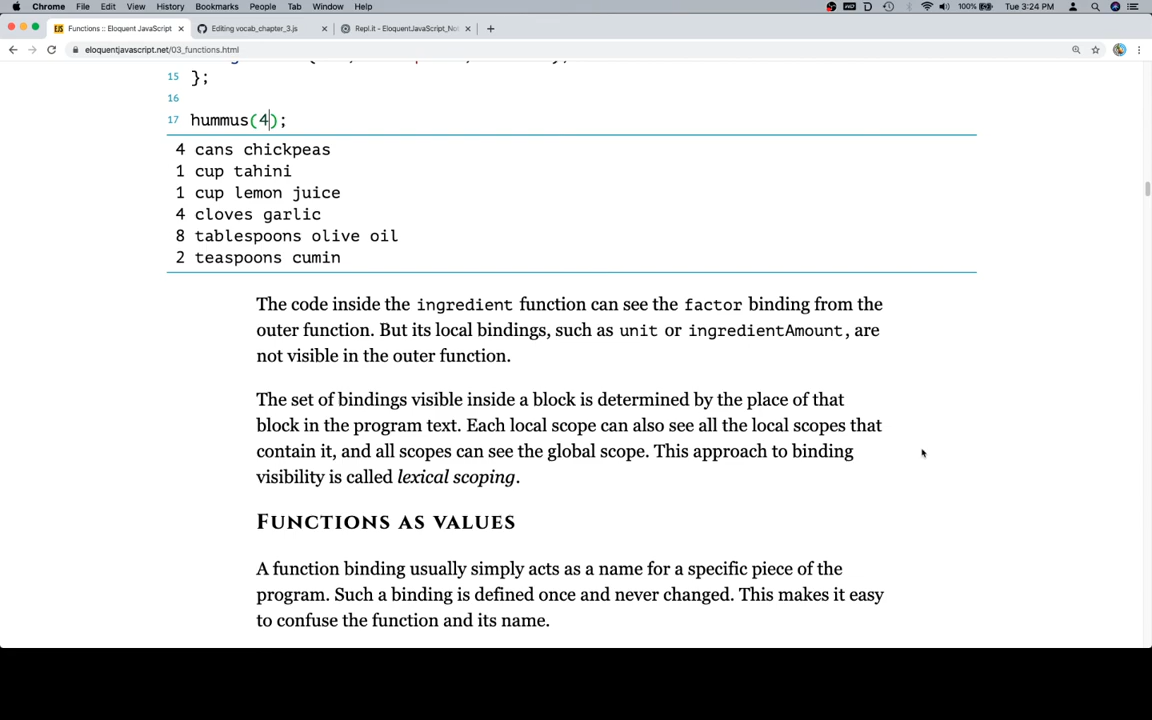 Chrome File Edit View History Bookmarks People Tab Window Help 100% Tue 3:24 PM
Functions :: Eloquent JavaScript Editing vocab_chapter_3.js Repl.it - EloquentJavaScript_No
eloquentjavascript.net/03_functions.html
15 };
16
17 hummus(4);
4 cans chickpeas
1 cup tahini
1 cup lemon juice
4 cloves garlic
8 tablespoons olive oil
2 teaspoons cumin
The code inside the ingredient function can see the factor binding from the
outer function. But its local bindings, such as unit or ingredientAmount, are
not visible in the outer function.
The set of bindings visible inside a block is determined by the place of that
block in the program text. Each local scope can also see all the local scopes that
contain it, and all scopes can see the global scope. This approach to binding
visibility is called lexical scoping.
FUNCTIONS AS VALUES
A function binding usually simply acts as a name for a specific piece of the
program. Such a binding is defined once and never changed. This makes it easy
to confuse the function and its name.